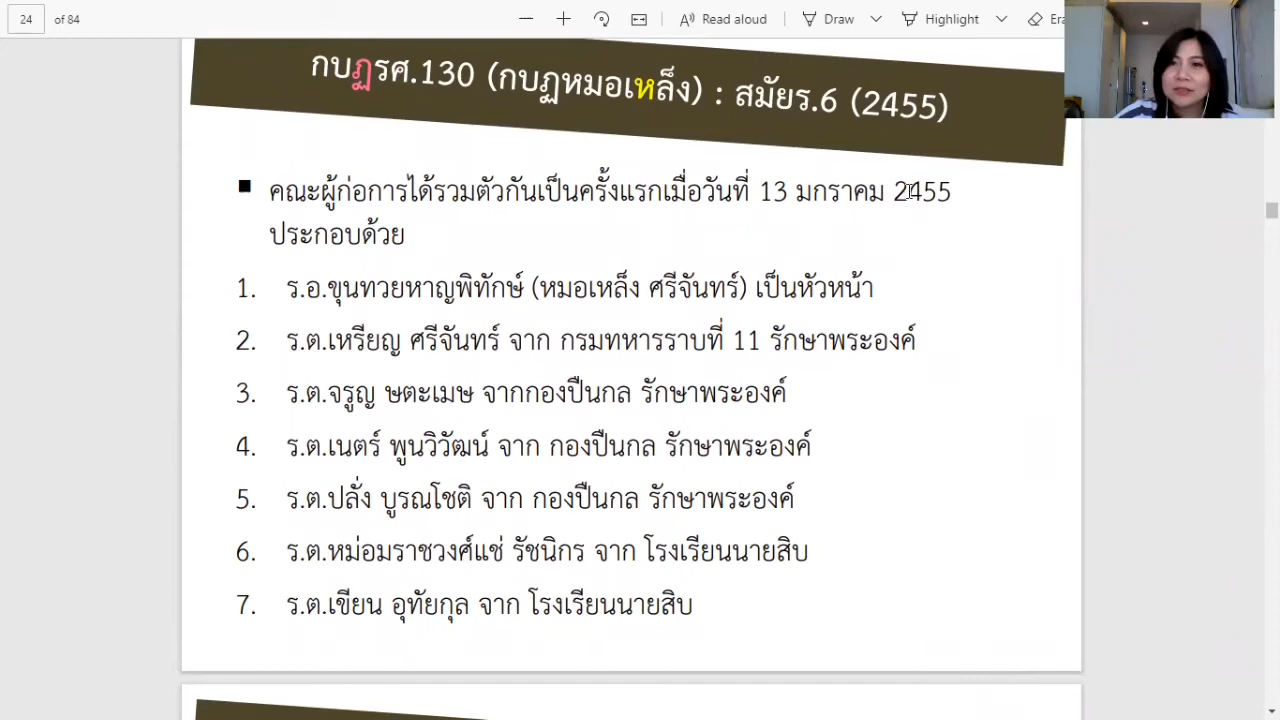 24 of 84
Read aloud
Draw
Highlight
กบฏรศ.130 (กบฏหมอเหล็ง) : สมัยร.6 (2455)
คณะผู้ก่อการได้รวมตัวกันเป็นครั้งแรกเมื่อวันที่ 13 มกราคม 2455
ประกอบด้วย
1. ร.อ.ขุนทวยหาญพิทักษ์ (หมอเหล็ง ศรีจันทร์) เป็นหัวหน้า
2. ร.ต.เหรียญ ศรีจันทร์ จาก กรมทหารราบที่ 11 รักษาพระองค์
3. ร.ต.จรูญ ษตะเมษ จากกองปืนกล รักษาพระองค์
4. ร.ต.เนตร์ พูนวิวัฒน์ จาก กองปืนกล รักษาพระองค์
5. ร.ต.ปลั่ง บูรณโชติ จาก กองปืนกล รักษาพระองค์
6. ร.ต.หม่อมราชวงศ์แช่ รัชนิกร จาก โรงเรียนนายสิบ
7. ร.ต.เขียน อุทัยกุล จาก โรงเรียนนายสิบ